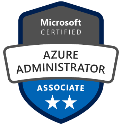 Microsoft
CERTIFIED
AZURE
ADMINISTRATOR
ASSOCIATE